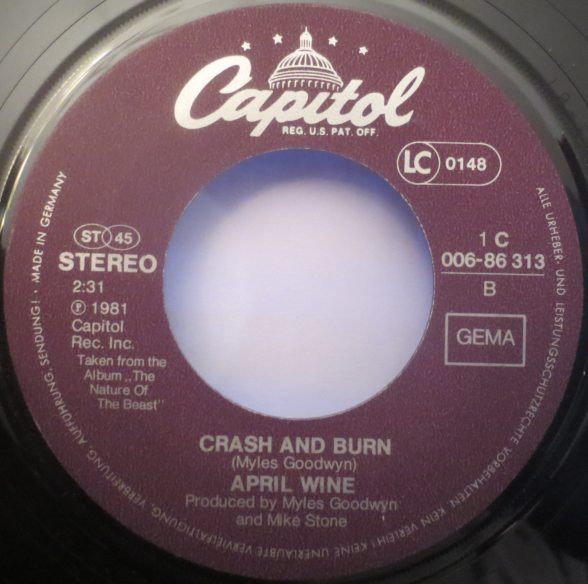 Capitol
REG. U.S. PAT. OFF.
LC 0148
ST 45
STEREO
2:31
Ⓟ 1981
Capitol
Rec. Inc.
Taken from the
Album „The
Nature Of
The Beast"
1 C
006-86 313
B
GEMA
CRASH AND BURN
(Myles Goodwyn)
APRIL WINE
Produced by Myles Goodwyn
and Mike Stone
ALLE URHEBER- UND LEISTUNGSSCHUTZRECHTE VORBEHALTEN. KEIN VERLEIH! KEINE UNERLAUBTE VERVIELFÄLTIGUNG, VERBREITUNG, AUFFÜHRUNG, SENDUNG! · MADE IN GERMANY